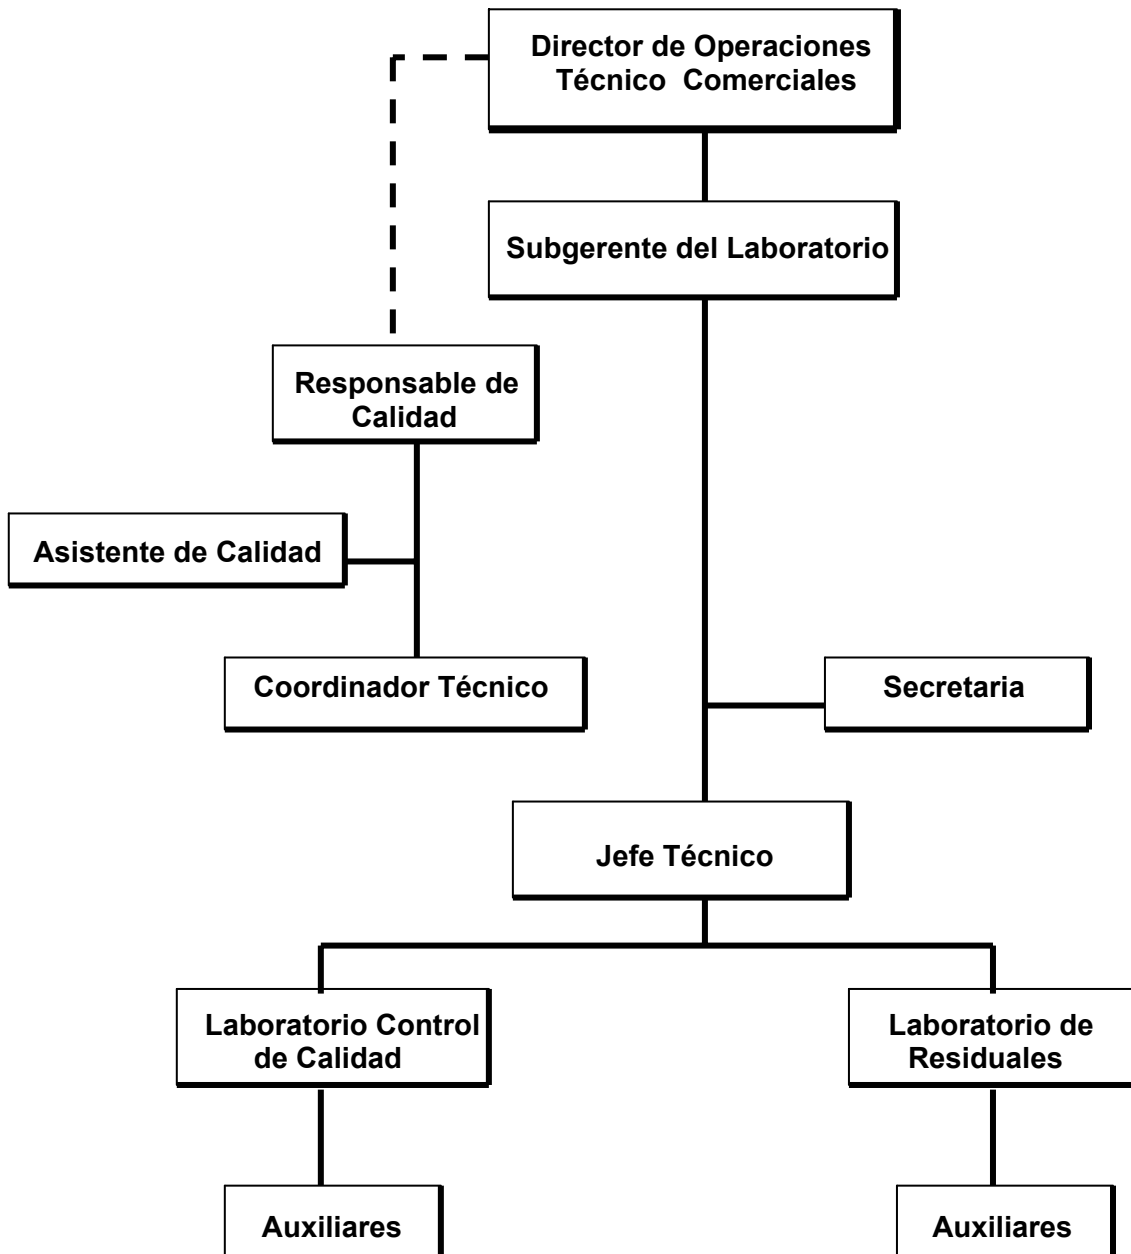 Director de Operaciones
Técnico Comerciales
Subgerente del Laboratorio
Responsable de
Calidad
Asistente de Calidad
Coordinador Técnico
Secretaria
Jefe Técnico
Laboratorio Control
de Calidad
Laboratorio de
Residuales
Auxiliares
Auxiliares